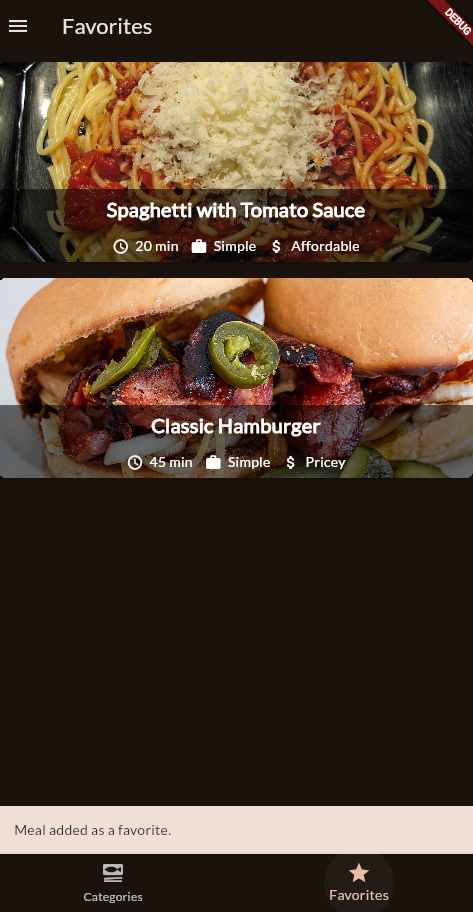 Favorites
DEBUG
Spaghetti with Tomato Sauce
20 min Simple $ Affordable
Classic Hamburger
45 min Simple $ Pricey
Meal added as a favorite.
Categories Favorites